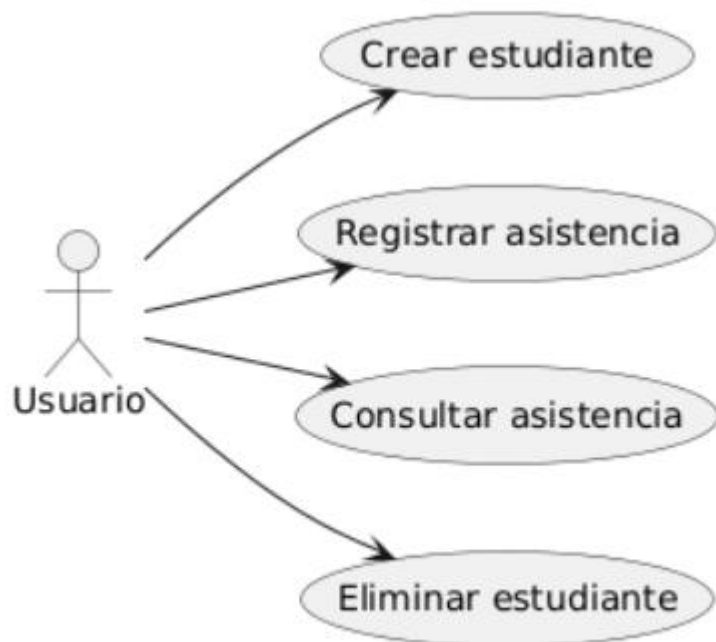 Crear estudiante
Registrar asistencia
Usuario
Consultar asistencia
Eliminar estudiante